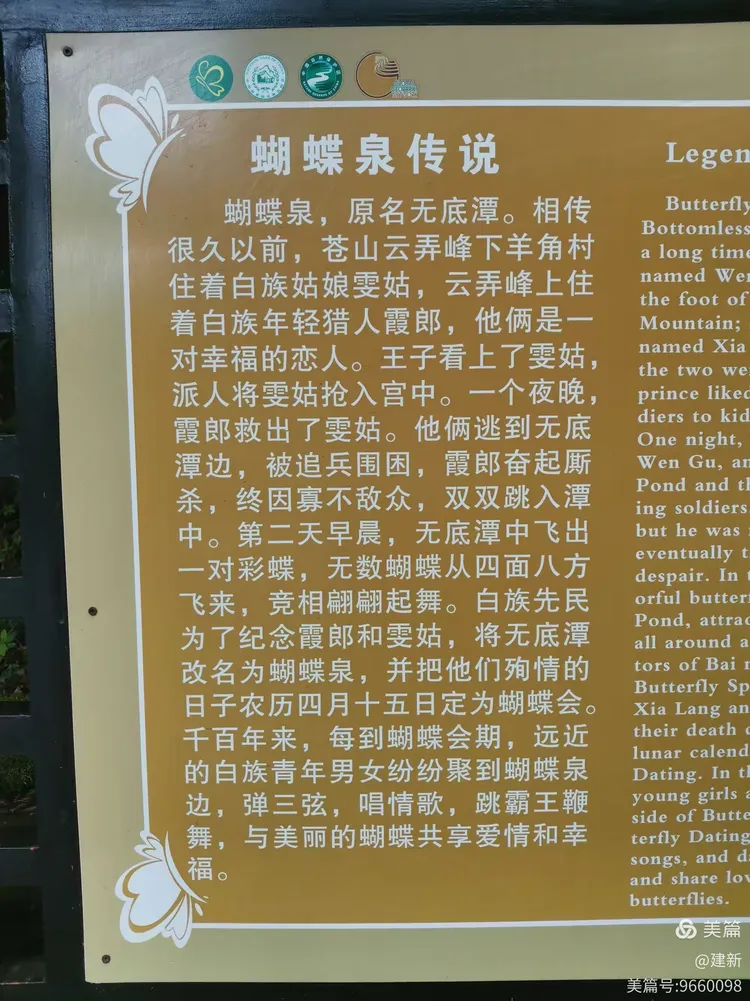 蝴蝶泉传说
蝴蝶泉，原名无底潭。相传
很久以前，苍山云弄峰下羊角村
住着白族姑娘雯姑，云弄峰上住
着白族年轻猎人霞郎，他俩是一
对幸福的恋人。王子看上了雯姑，
派人将雯姑抢入宫中。一个夜晚，
霞郎救出了雯姑。他俩逃到无底
潭边，被追兵围困，霞郎奋起厮
杀，终因寡不敌众，双双跳入潭
中。第二天早晨，无底潭中飞出
一对彩蝶，无数蝴蝶从四面八方
飞来，竞相翩翩起舞。白族先民
为了纪念霞郎和雯姑，将无底潭
改名为蝴蝶泉，并把他们殉情的
日子农历四月十五日定为蝴蝶会。
千百年来，每到蝴蝶会期，远近
的白族青年男女纷纷聚到蝴蝶泉
边，弹三弦，唱情歌，跳霸王鞭
舞，与美丽的蝴蝶共享爱情和幸
福。
Legen
Butterfly
Bottomless
a long time
named Wen
the foot of
Mountain;
named Xia
the two wer
prince liked
diers to kid
One night,
Wen Gu, an
Pond and th
ing soldiers
but he was
eventually t
despair. In t
orful butterf
Pond, attrac
all around a
tors of Bai
Butterfly Sp
Xia Lang an
their death d
lunar calend
Dating. In th
young girls a
side of Butte
terfly Dating
songs, and d
and share lov
butterflies.
美篇
@建新
美篇号:9660098